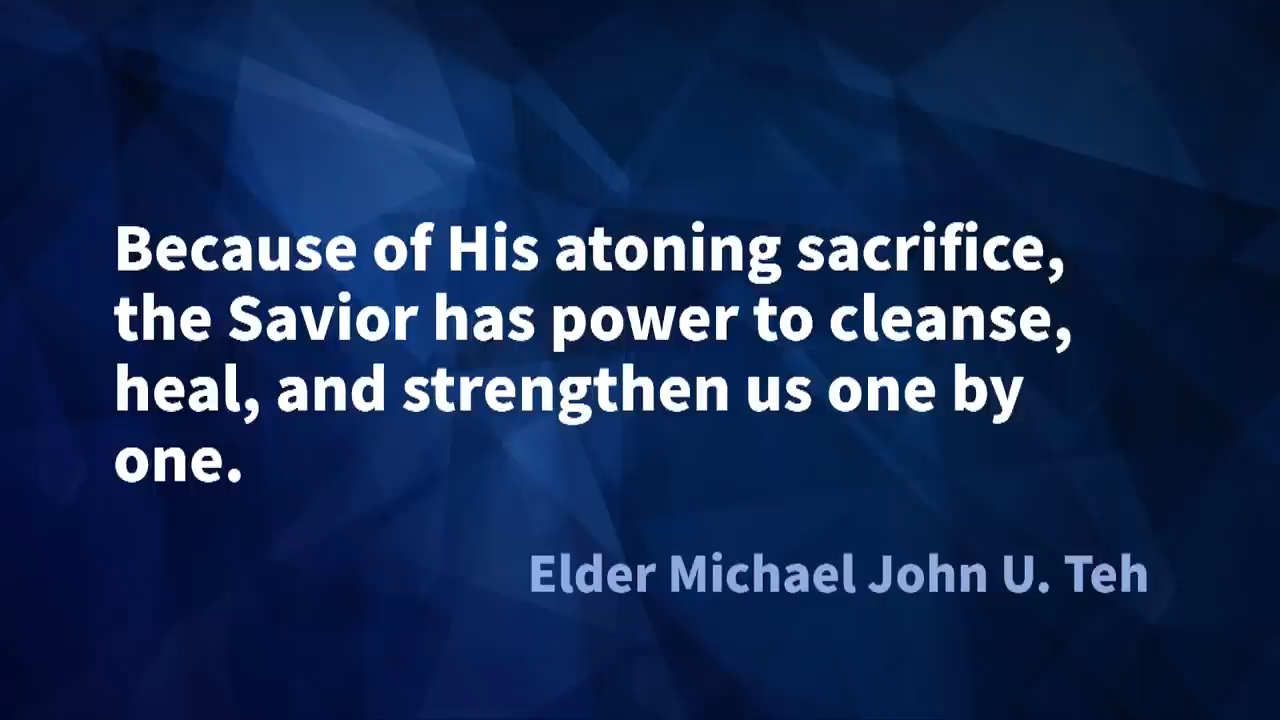 Because of His atoning sacrifice,
the Savior has power to cleanse,
heal, and strengthen us one by
one.
Elder Michael John U. Teh